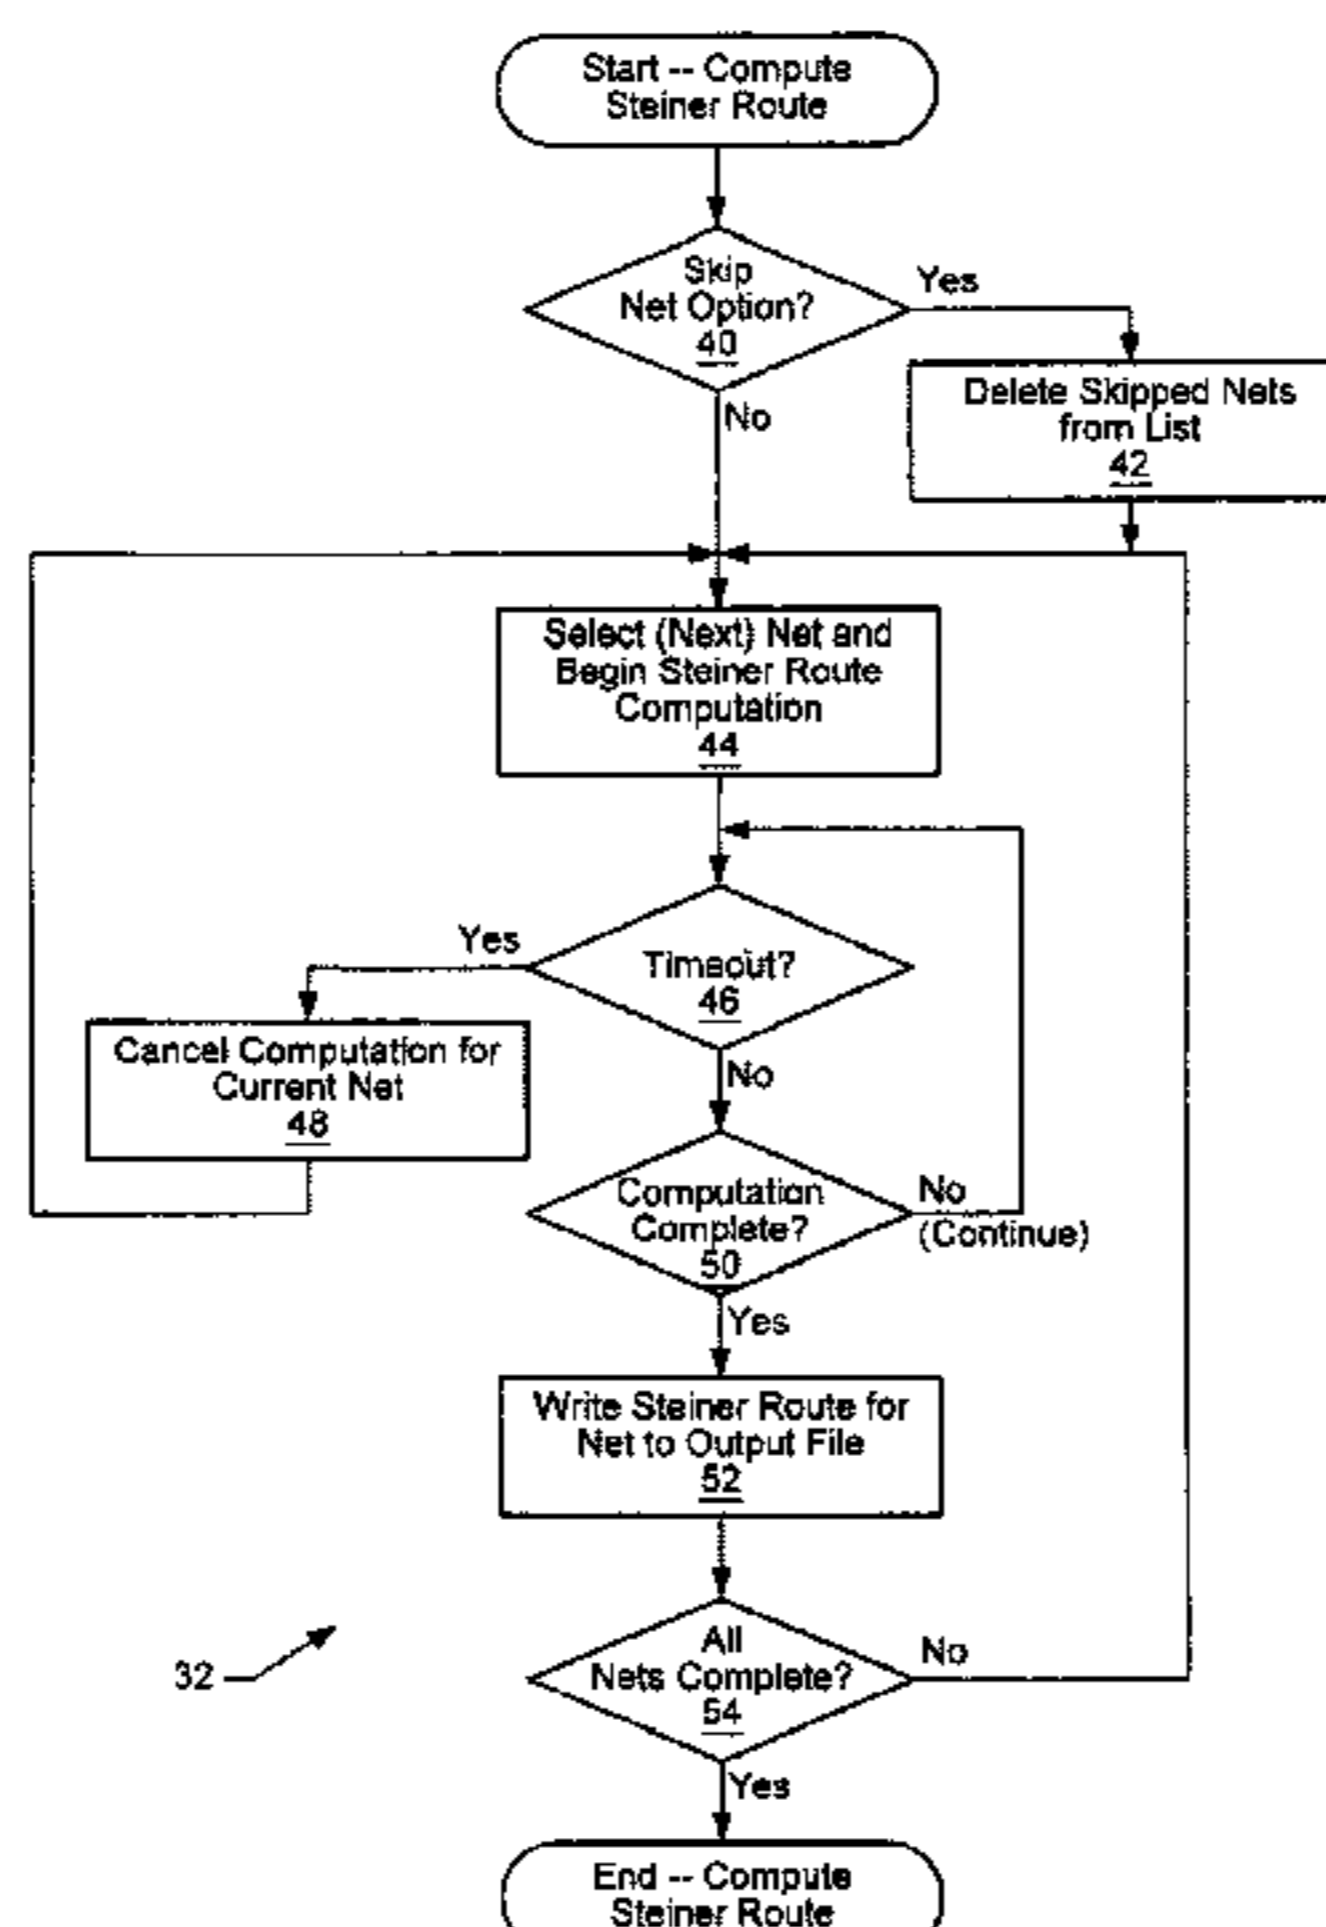 Start -- Compute
Steiner Route
Skip
Net Option?
40
Yes
No
Delete Skipped Nets
from List
42
Select (Next) Net and
Begin Steiner Route
Computation
44
Timeout?
46
Yes
No
Cancel Computation for
Current Net
48
Computation
Complete?
50
No
(Continue)
Yes
Write Steiner Route for
Net to Output File
52
All
Nets Complete?
54
No
32
Yes
End -- Compute
Steiner Route